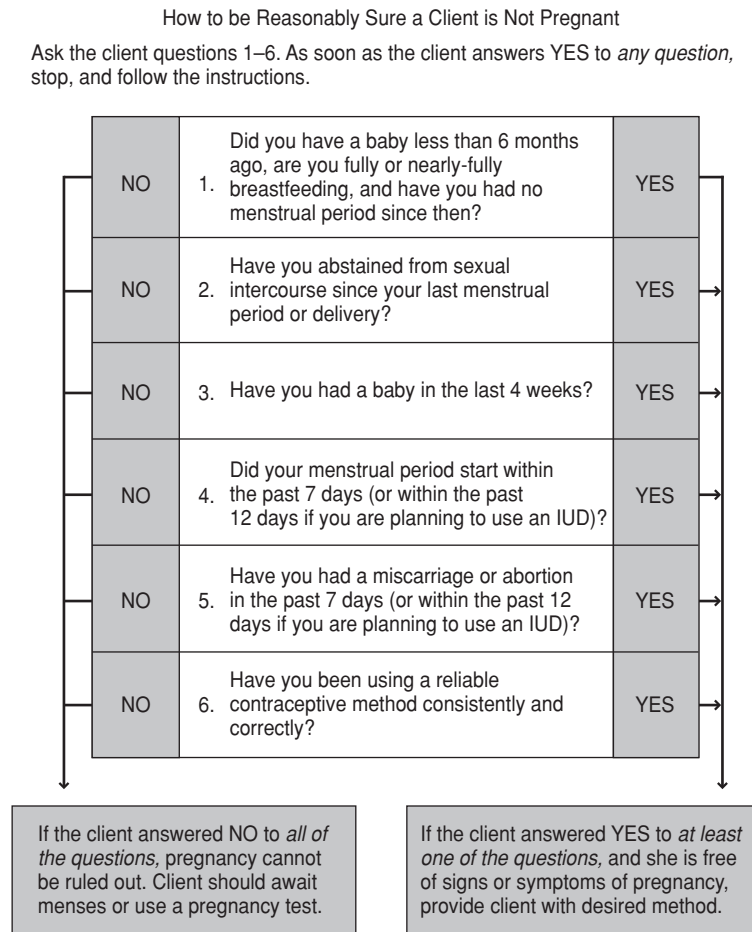 How to be Reasonably Sure a Client is Not Pregnant
Ask the client questions 1–6. As soon as the client answers YES to any question,
stop, and follow the instructions.
NO
1.
Did you have a baby less than 6 months
ago, are you fully or nearly-fully
breastfeeding, and have you had no
menstrual period since then?
YES
NO
2.
Have you abstained from sexual
intercourse since your last menstrual
period or delivery?
YES
NO
3. Have you had a baby in the last 4 weeks?
YES
NO
4.
Did your menstrual period start within
the past 7 days (or within the past
12 days if you are planning to use an IUD)?
YES
NO
5.
Have you had a miscarriage or abortion
in the past 7 days (or within the past 12
days if you are planning to use an IUD)?
YES
NO
6.
Have you been using a reliable
contraceptive method consistently and
correctly?
YES
If the client answered NO to all of
the questions, pregnancy cannot
be ruled out. Client should await
menses or use a pregnancy test.
If the client answered YES to at least
one of the questions, and she is free
of signs or symptoms of pregnancy,
provide client with desired method.